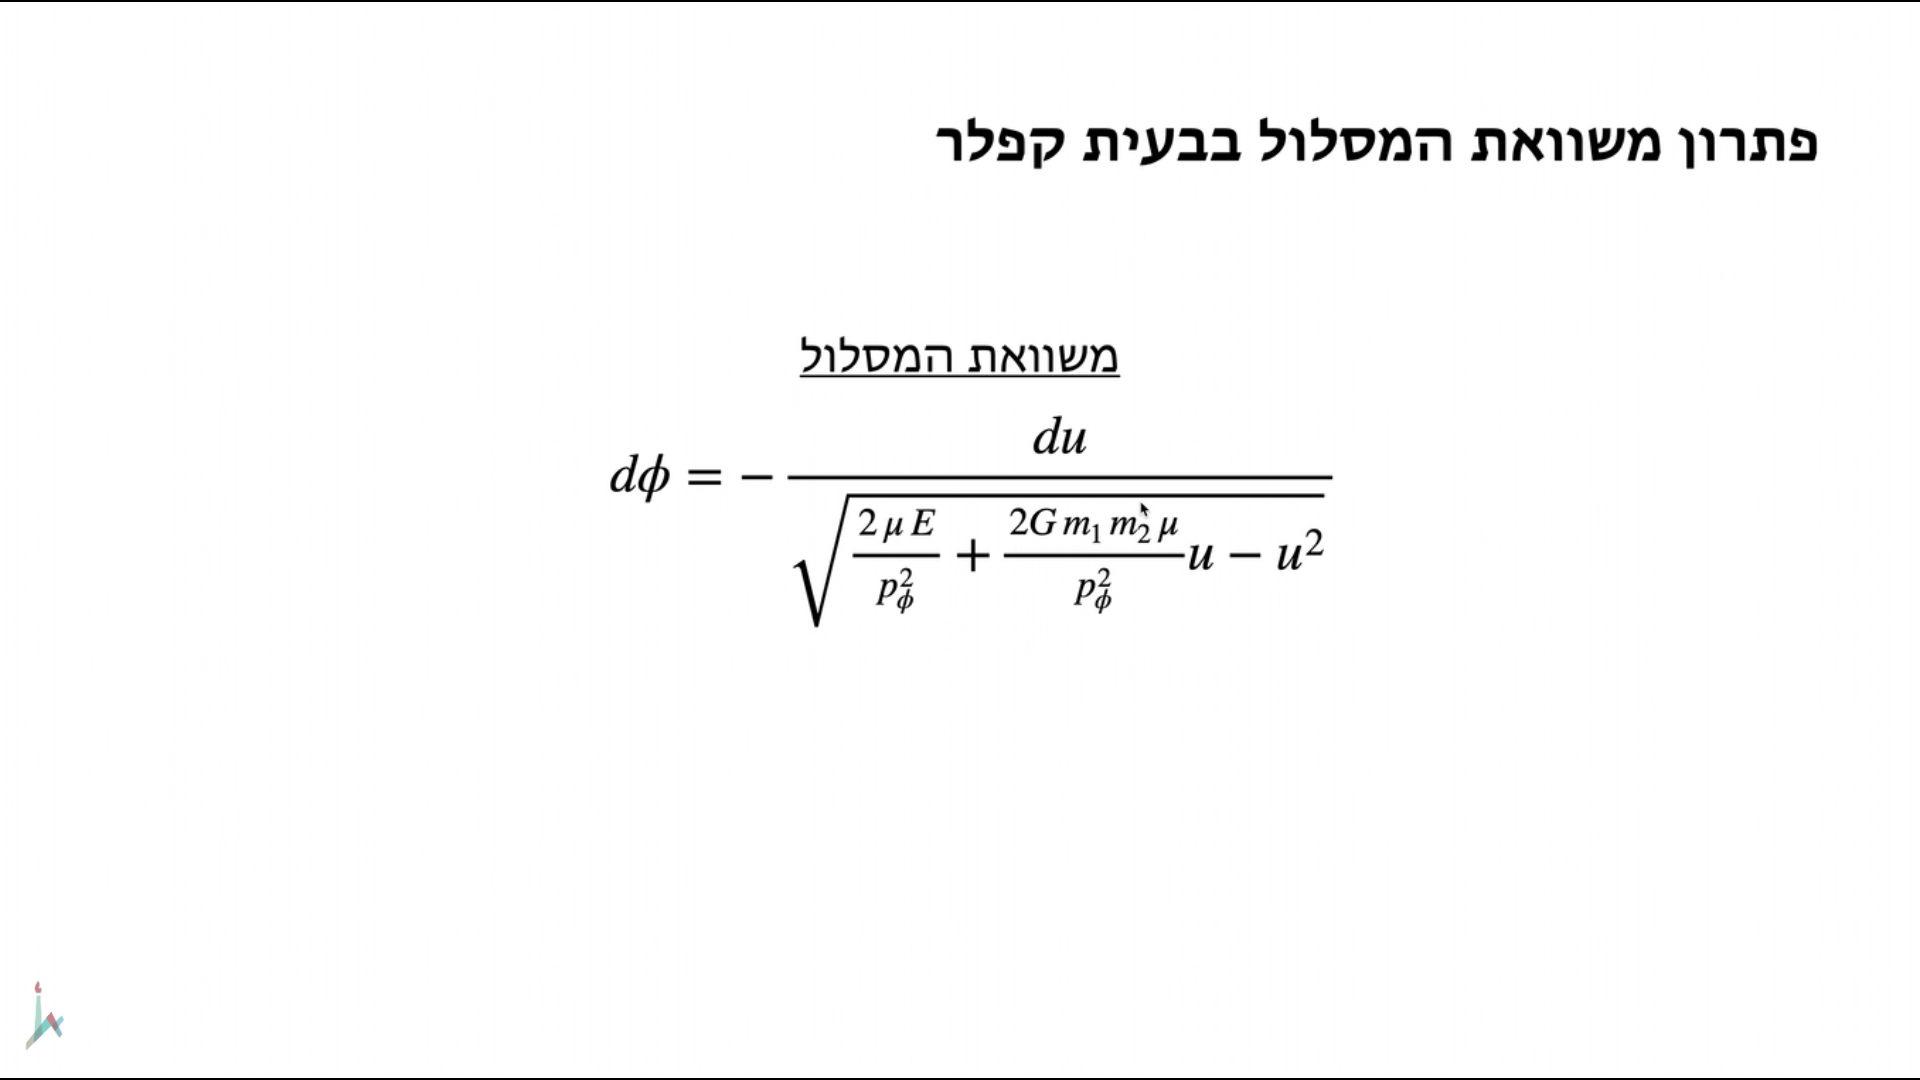 פתרון משוואת המסלול בבעית קפלר
משוואת המסלול
$d\phi = -\frac{du}{\sqrt{\frac{2\mu E}{p_\phi^2} + \frac{2G m_1 m_2 \mu}{p_\phi^2}u - u^2}}$